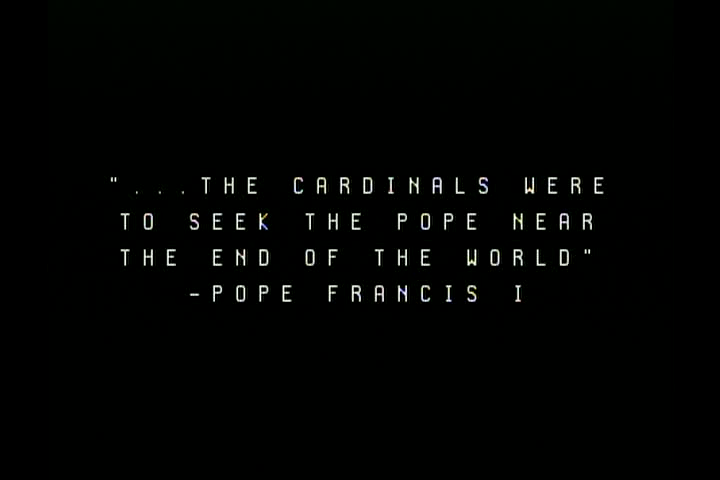 "...THE CARDINALS WERE
TO SEEK THE POPE NEAR
THE END OF THE WORLD"
-POPE FRANCIS I